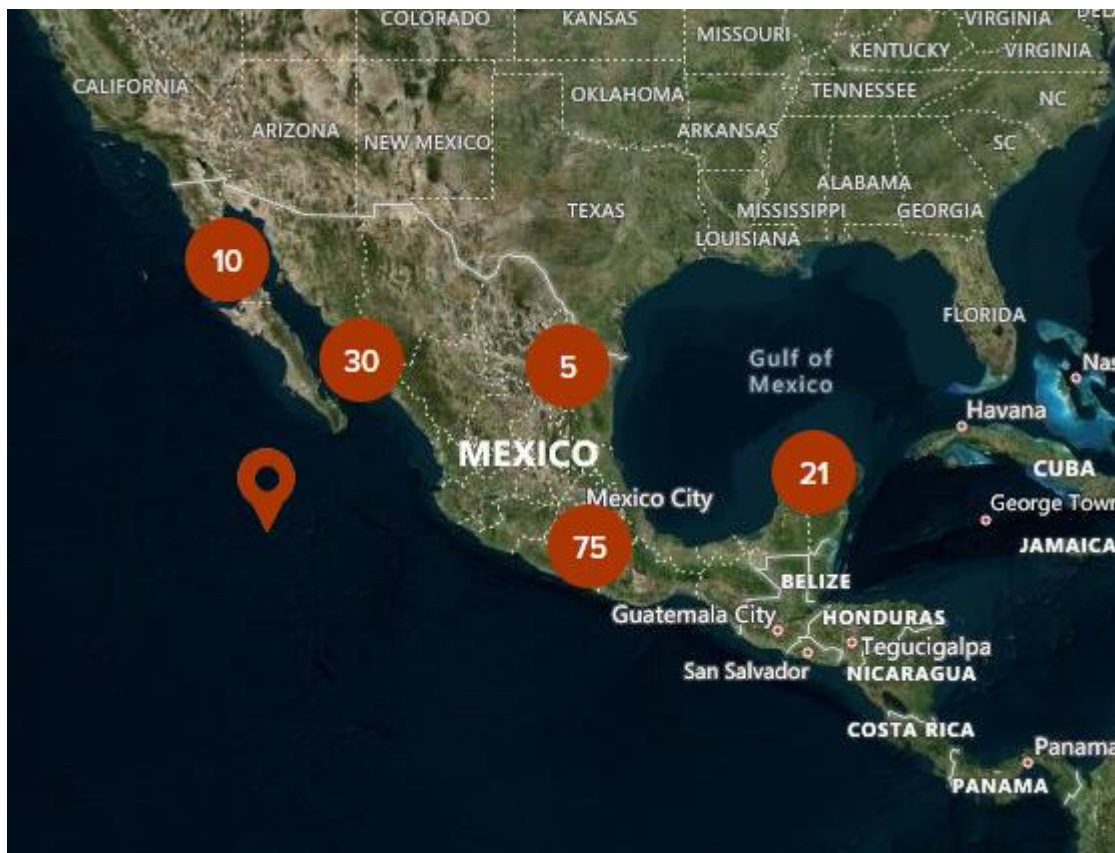 COLORADO
KANSAS
MISSOURI
VIRGINIA
KENTUCKY
VIRGINIA
CALIFORNIA
OKLAHOMA
TENNESSEE
NC
ARIZONA
NEW MEXICO
ARKANSAS
SC
ALABAMA
TEXAS
MISSISSIPPI
GEORGIA
LOUISIANA
10
FLORIDA
30
5
Gulf of
Mexico
Nas
Havana
MEXICO
21
CUBA
Mexico City
George Town
75
JAMAICA
BELIZE
Guatemala City
HONDURAS
Tegucigalpa
San Salvador
NICARAGUA
COSTA RICA
Panama
PANAMA